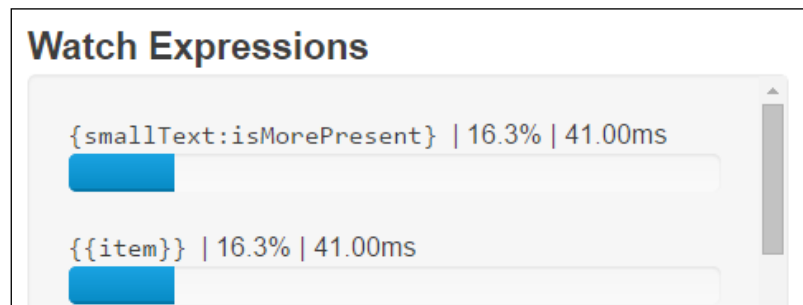 Watch Expressions
{smallText:isMorePresent} | 16.3% | 41.00ms
{{item}} | 16.3% | 41.00ms